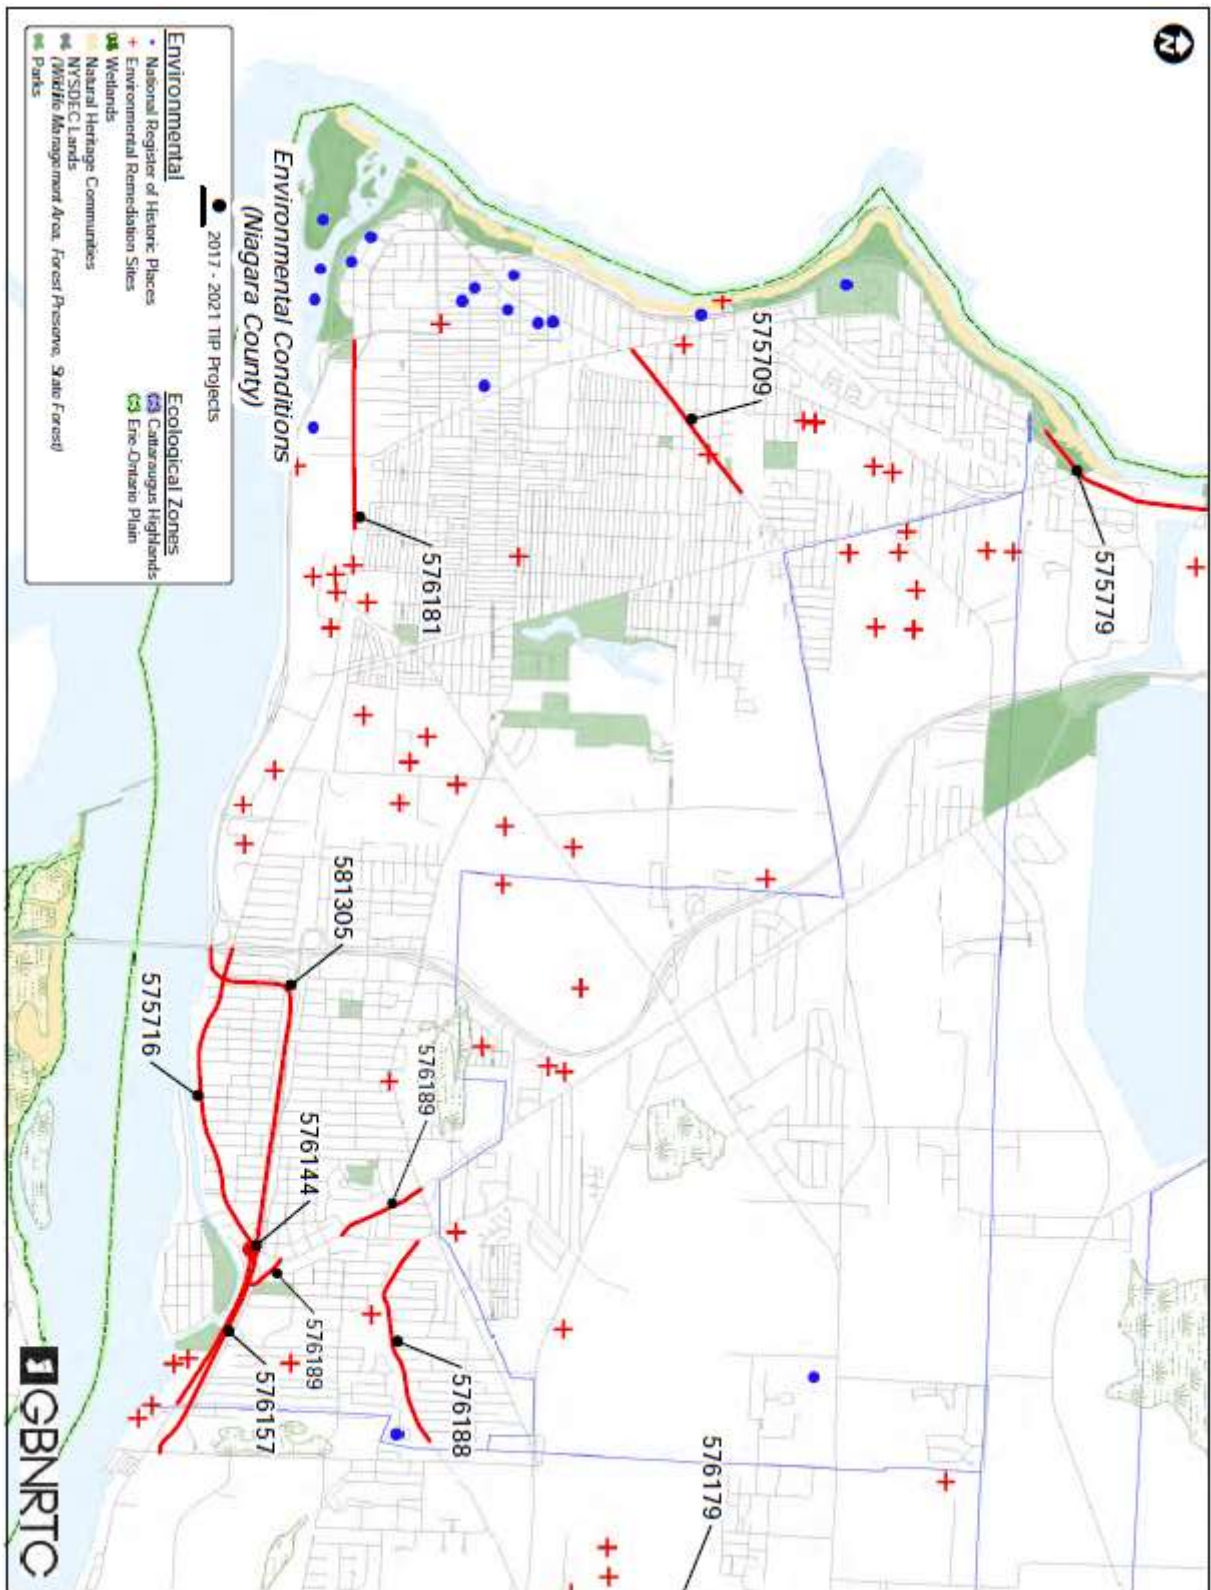 N
575779
575709
576181
581305
575716
576189
576144
576189
576188
576157
576179
Environmental Conditions
(Niagara County)
2017 - 2021 TIP Projects
Environmental
National Register of Historic Places
Environmental Remediation Sites
Wetlands
Natural Heritage Communities
NYSDEC Lands
(Wildlife Management Area, Forest Preserve, State Forest)
Parks
Ecological Zones
Cattaraugus Highlands
Erie-Ontario Plain
GBNRTC